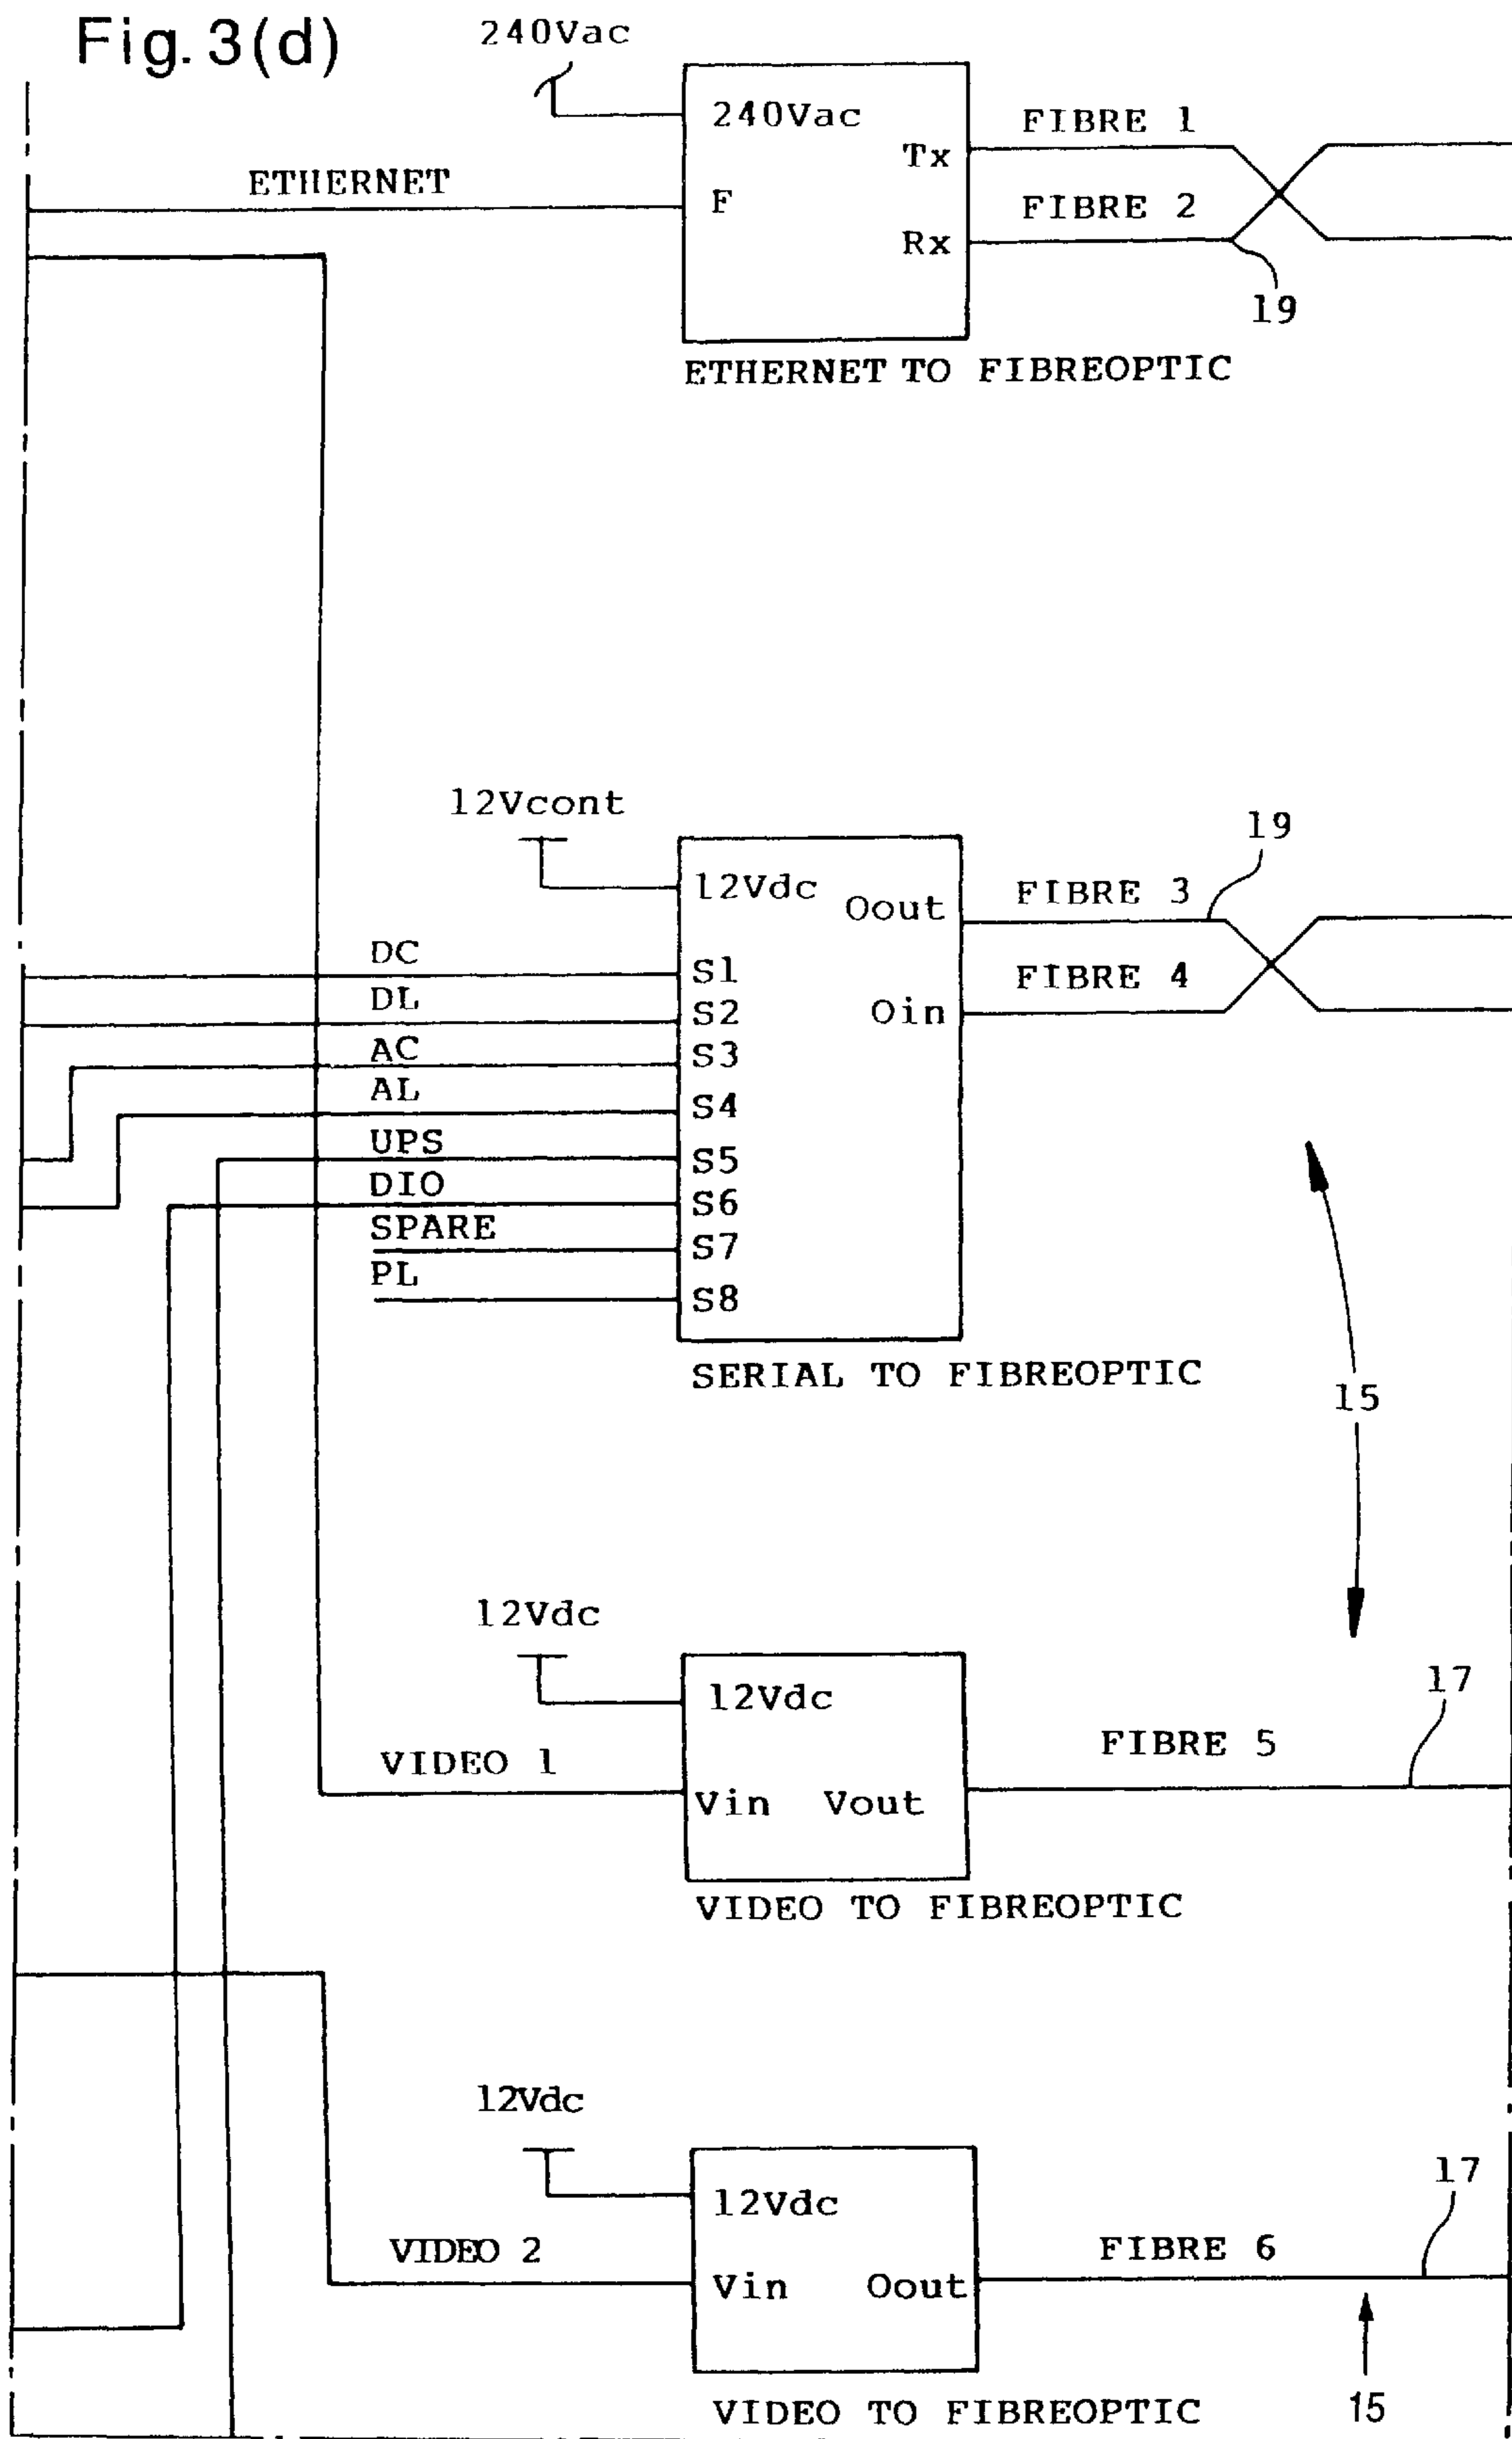 Fig. 3(d)
240Vac
240Vac
Tx
FIBRE 1
ETHERNET
F
FIBRE 2
Rx
19
ETHERNET TO FIBREOPTIC
12Vcont
19
12Vdc
Oout
FIBRE 3
DC
S1
FIBRE 4
DL
S2
Oin
AC
S3
AL
S4
UPS
S5
DIO
S6
SPARE
S7
PL
S8
SERIAL TO FIBREOPTIC
15
12Vdc
12Vdc
17
FIBRE 5
VIDEO 1
Vin Vout
VIDEO TO FIBREOPTIC
12Vdc
17
12Vdc
VIDEO 2
FIBRE 6
Vin Oout
VIDEO TO FIBREOPTIC
15